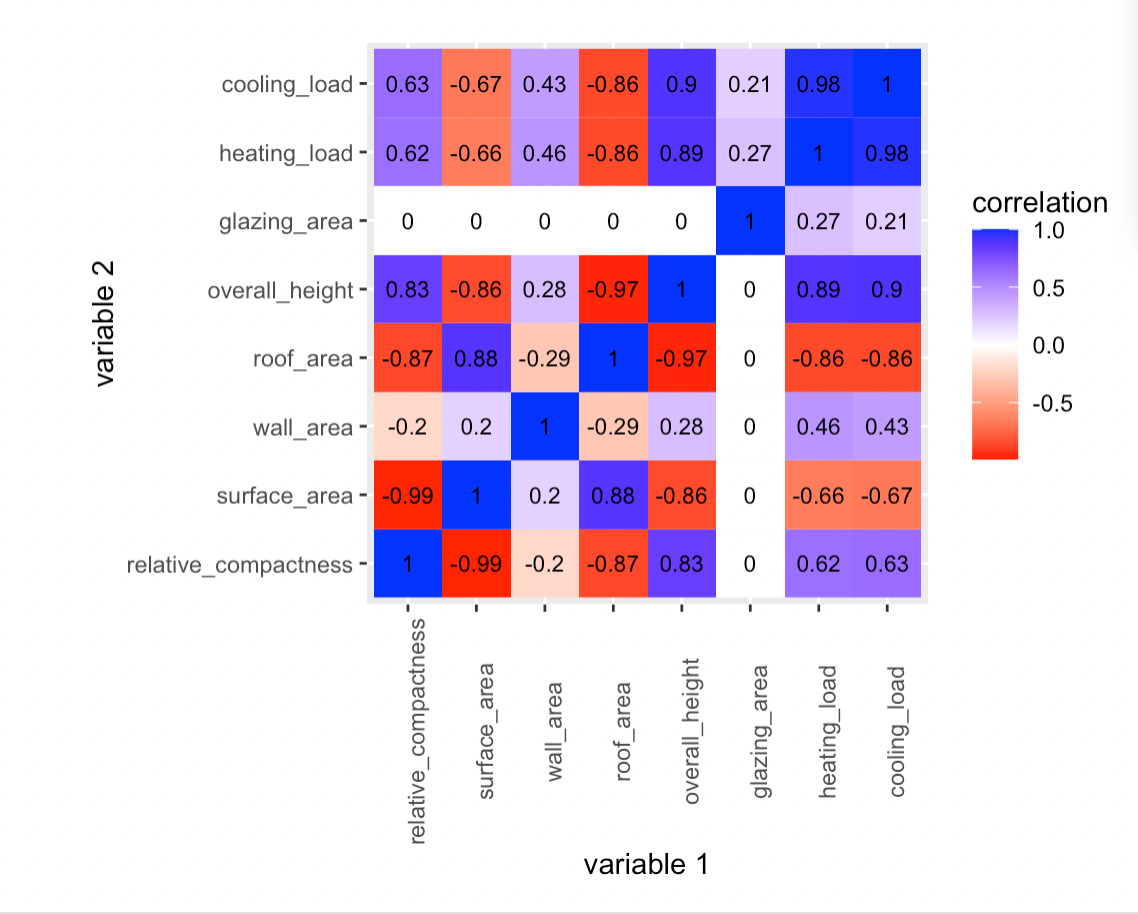 cooling_load 0.63 -0.67 0.43 -0.86 0.9 0.21 0.98 1
heating_load 0.62 -0.66 0.46 -0.86 0.89 0.27 1 0.98
glazing_area 0 0 0 0 0 1 0.27 0.21
overall_height 0.83 -0.86 0.28 -0.97 1 0 0.89 0.9
roof_area -0.87 0.88 -0.29 1 -0.97 0 -0.86 -0.86
wall_area -0.2 0.2 1 -0.29 0.28 0 0.46 0.43
surface_area -0.99 1 0.2 0.88 -0.86 0 -0.66 -0.67
relative_compactness 1 -0.99 -0.2 -0.87 0.83 0 0.62 0.63
variable 2
relative_compactness
surface_area
wall_area
roof_area
overall_height
glazing_area
heating_load
cooling_load
variable 1
correlation
1.0
0.5
0.0
-0.5